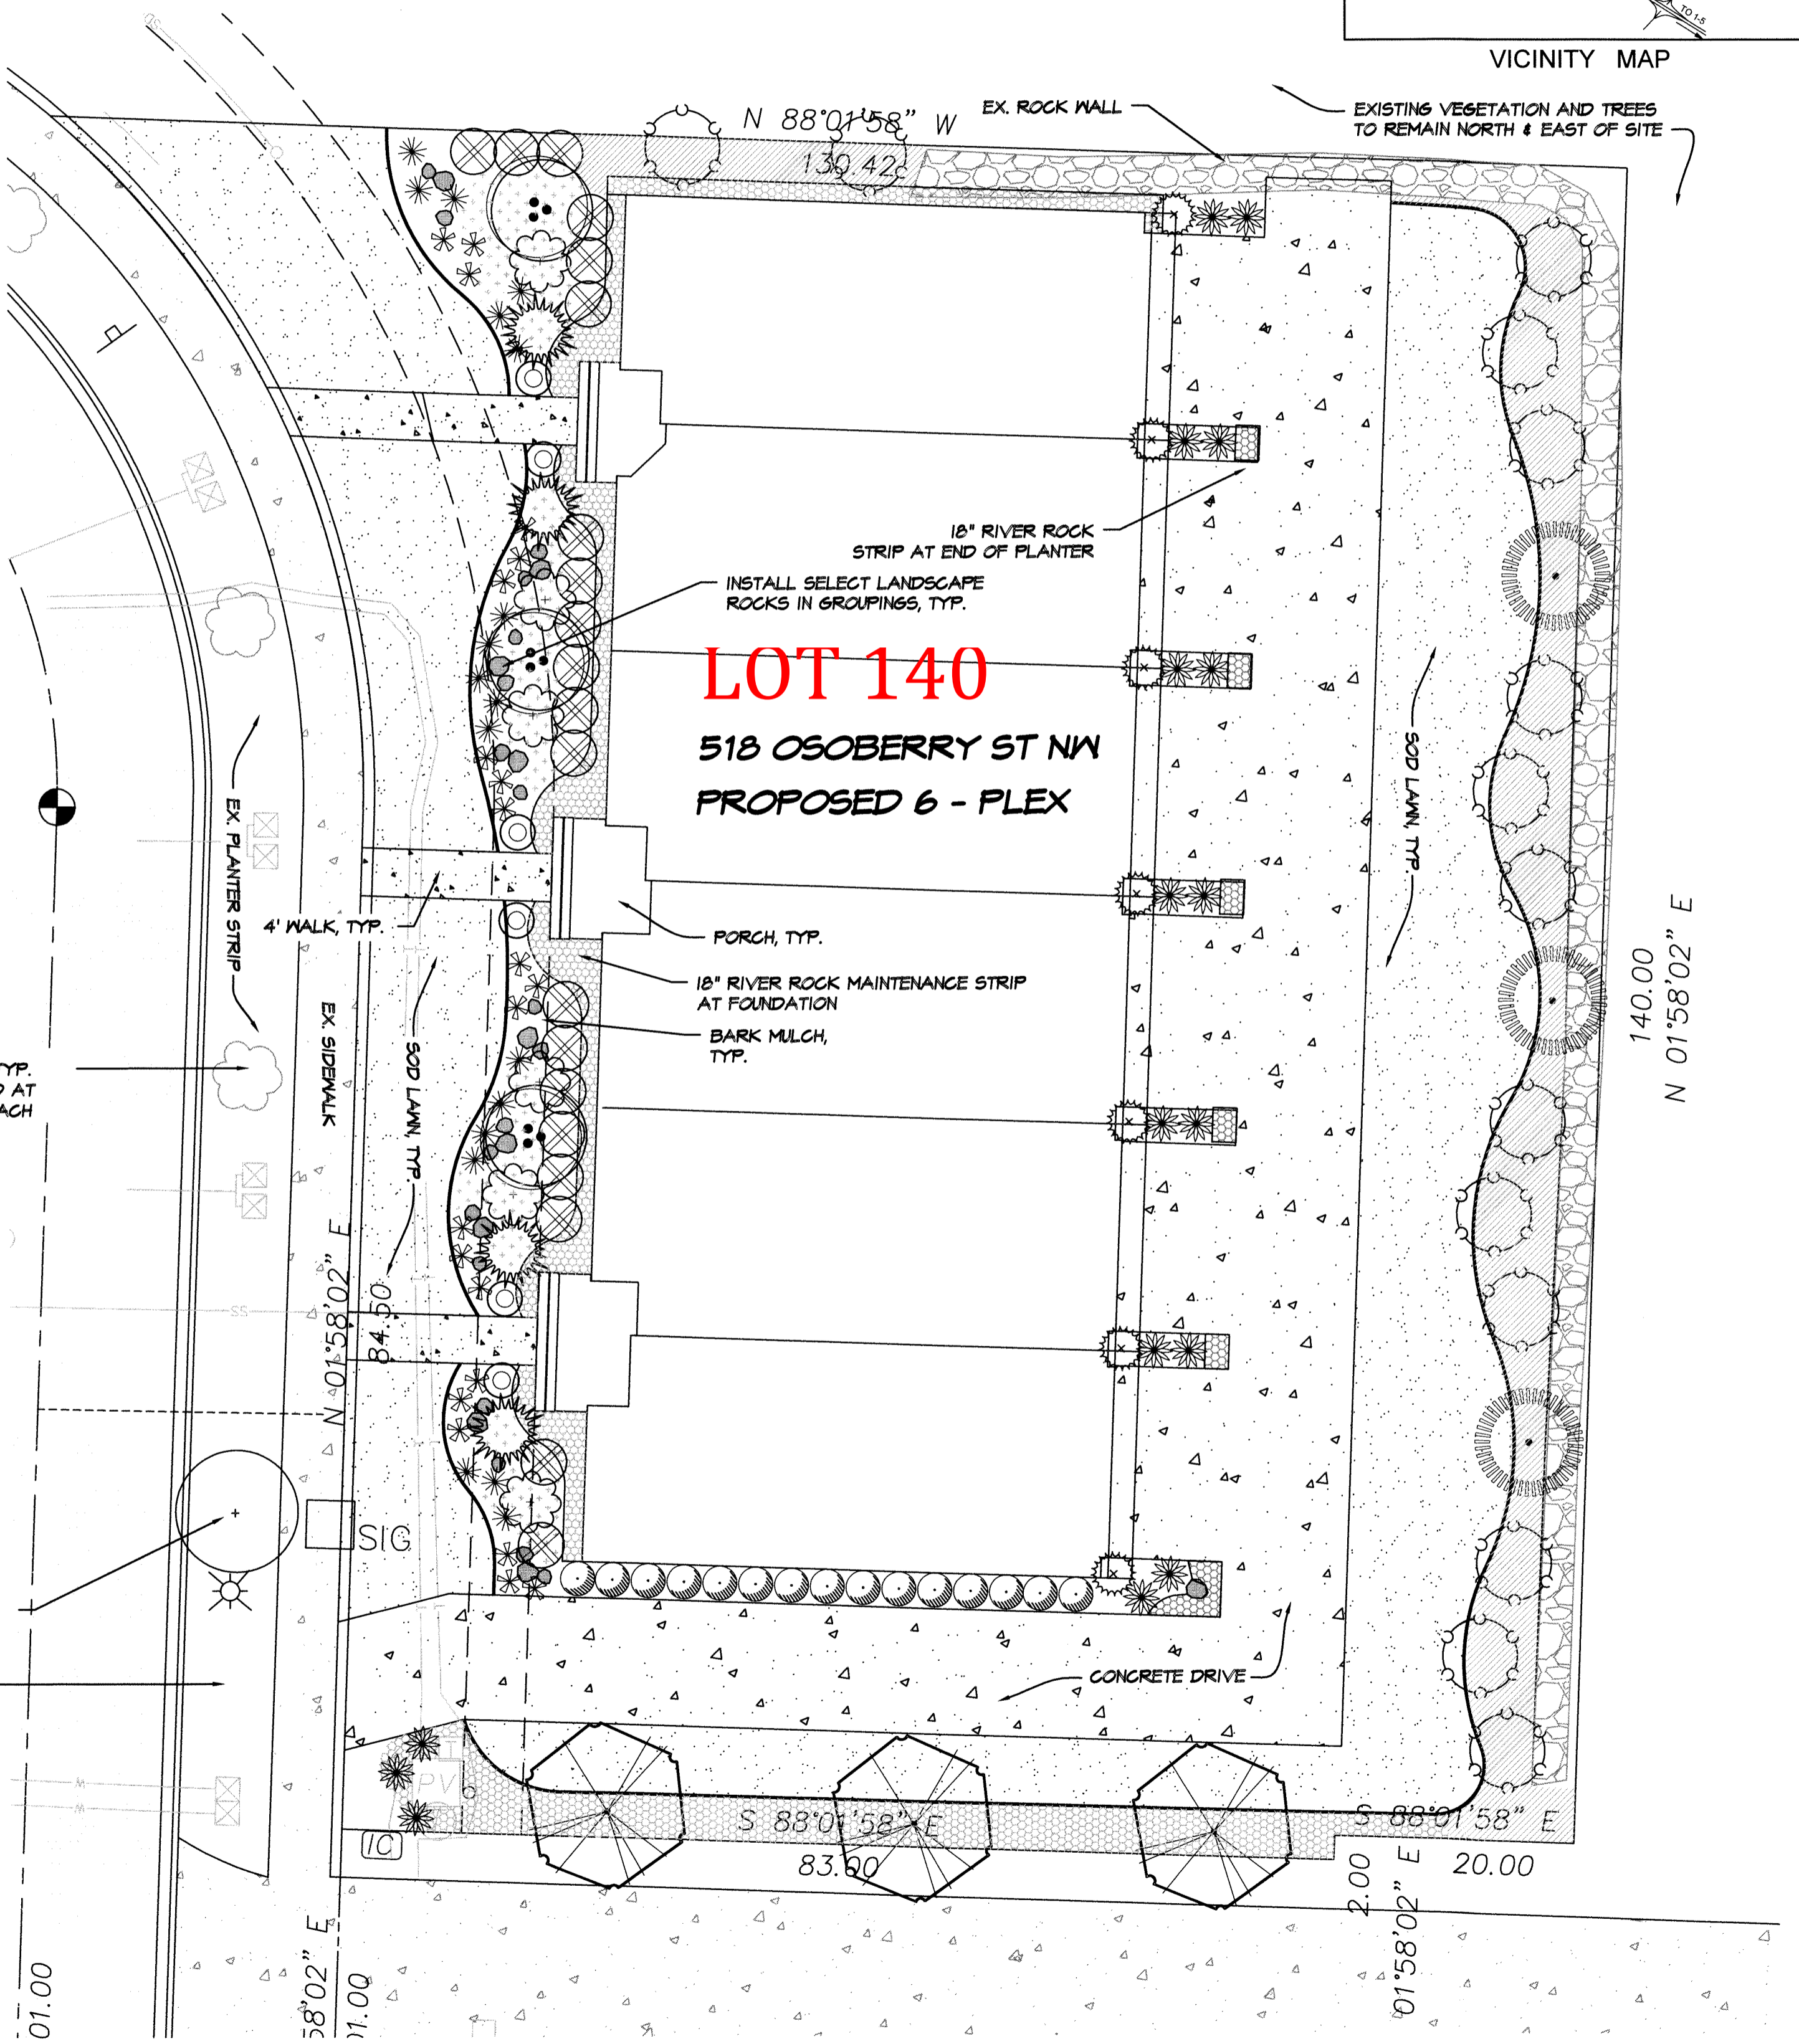 TO I-5
VICINITY MAP
EX. ROCK WALL
EXISTING VEGETATION AND TREES
TO REMAIN NORTH & EAST OF SITE
N 88°01'58" W
130.42
18" RIVER ROCK
STRIP AT END OF PLANTER
INSTALL SELECT LANDSCAPE
ROCKS IN GROUPINGS, TYP.
LOT 140
518 OSOBERRY ST NW
PROPOSED 6 - PLEX
SOD LAWN, TYP.
EX. PLANTER STRIP
4' WALK, TYP.
PORCH, TYP.
18" RIVER ROCK MAINTENANCE STRIP
AT FOUNDATION
BARK MULCH,
TYP.
140.00
N 01°58'02" E
EX. SIDEWALK
SOD LAWN, TYP.
TYP.
AT
ACH
N 01°58'02" E
84.50
SS
SIG
CONCRETE DRIVE
W
W
PV
IC
S 88°01'58" E
83.00
S 88°01'58" E
20.00
2.00
01°58'02" E
01.00
58'02" E
01.00
SD